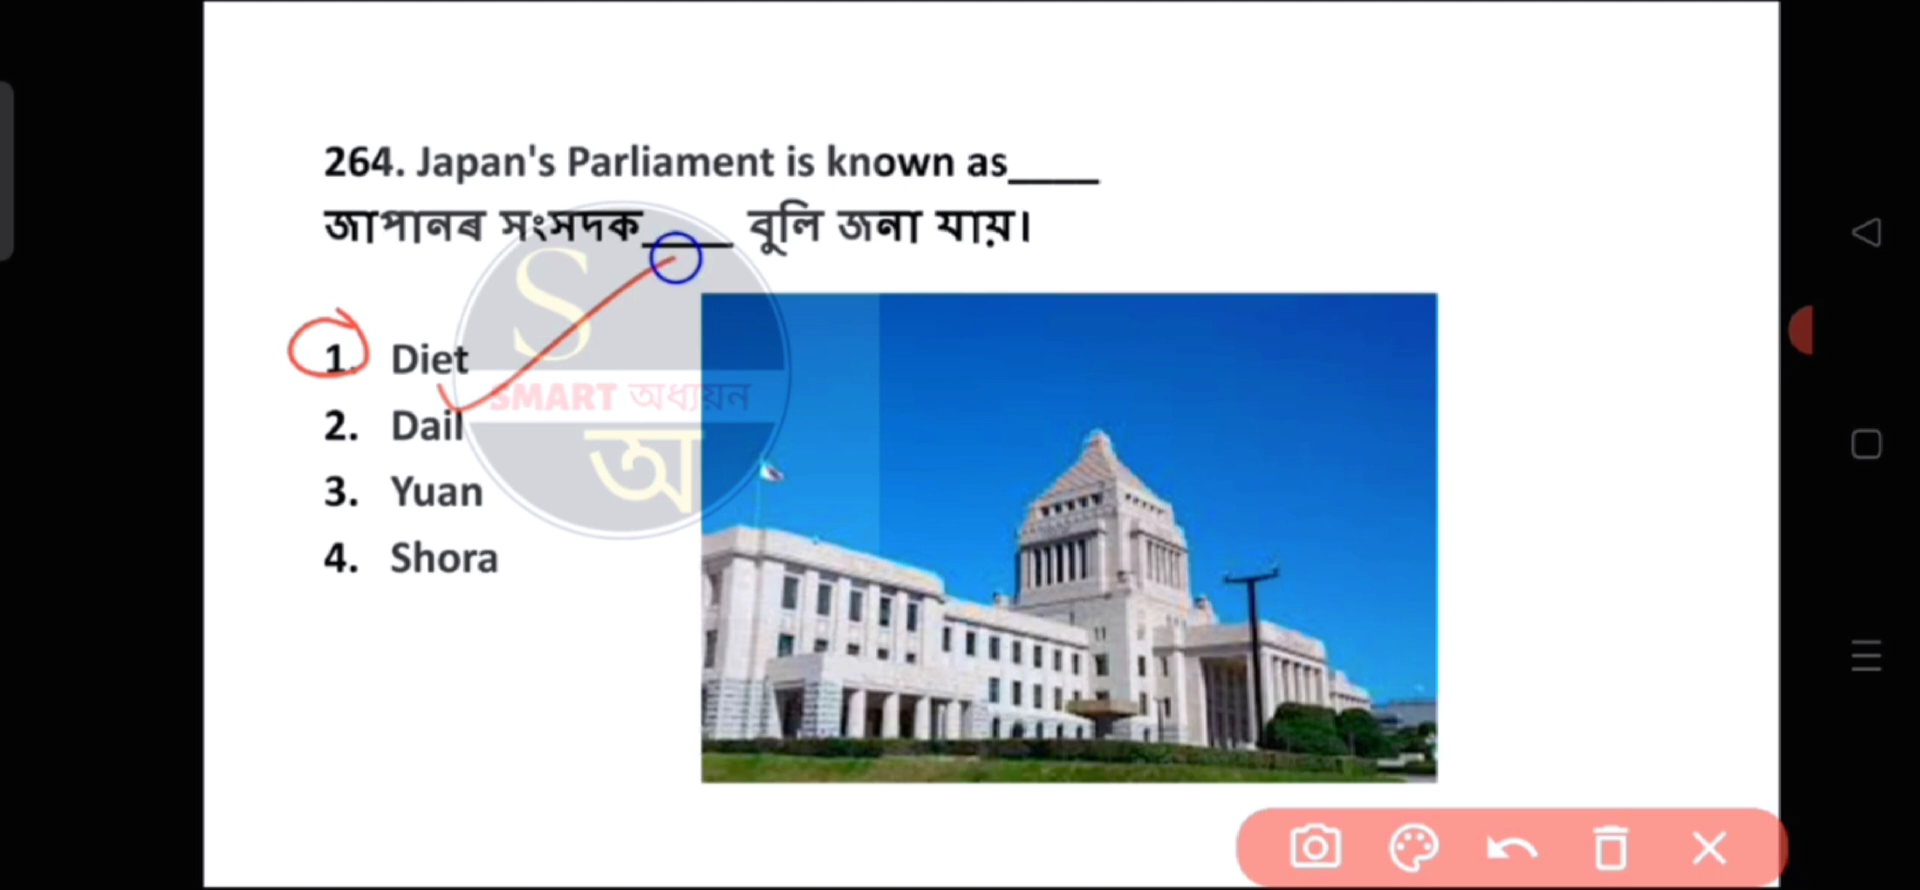 264. Japan's Parliament is known as____
জাপানৰ সংসদক____ বুলি জনা যায়।
1. Diet
2. Dail
3. Yuan
4. Shora
S
SMART অধ্যয়ন
অ